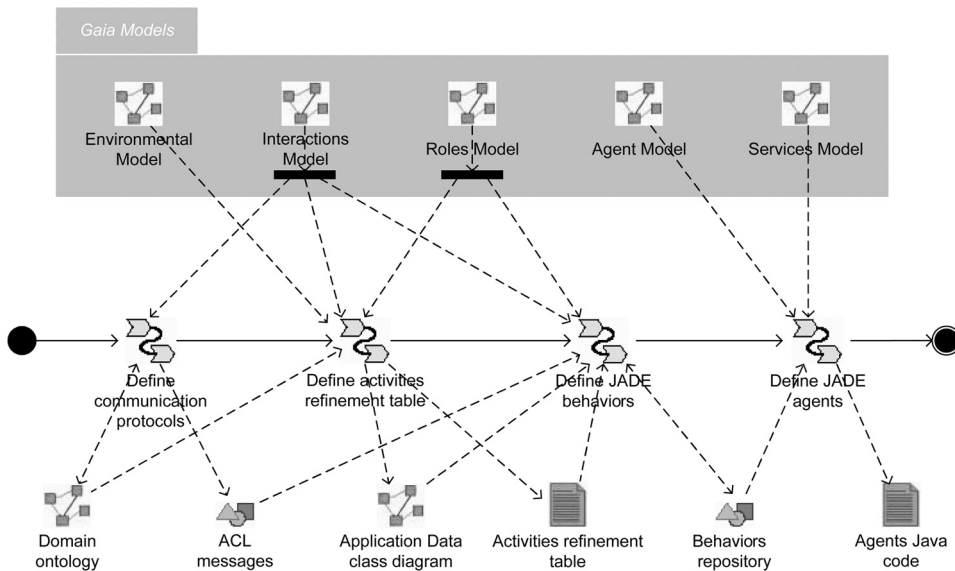 Gaia Models
Environmental
Model
Interactions
Model
Roles Model
Agent Model
Services Model
Define
communication
protocols
Define activities
refinement table
Define JADE
behaviors
Define JADE
agents
Domain
ontology
ACL
messages
Application Data
class diagram
Activities refinement
table
Behaviors
repository
Agents Java
code